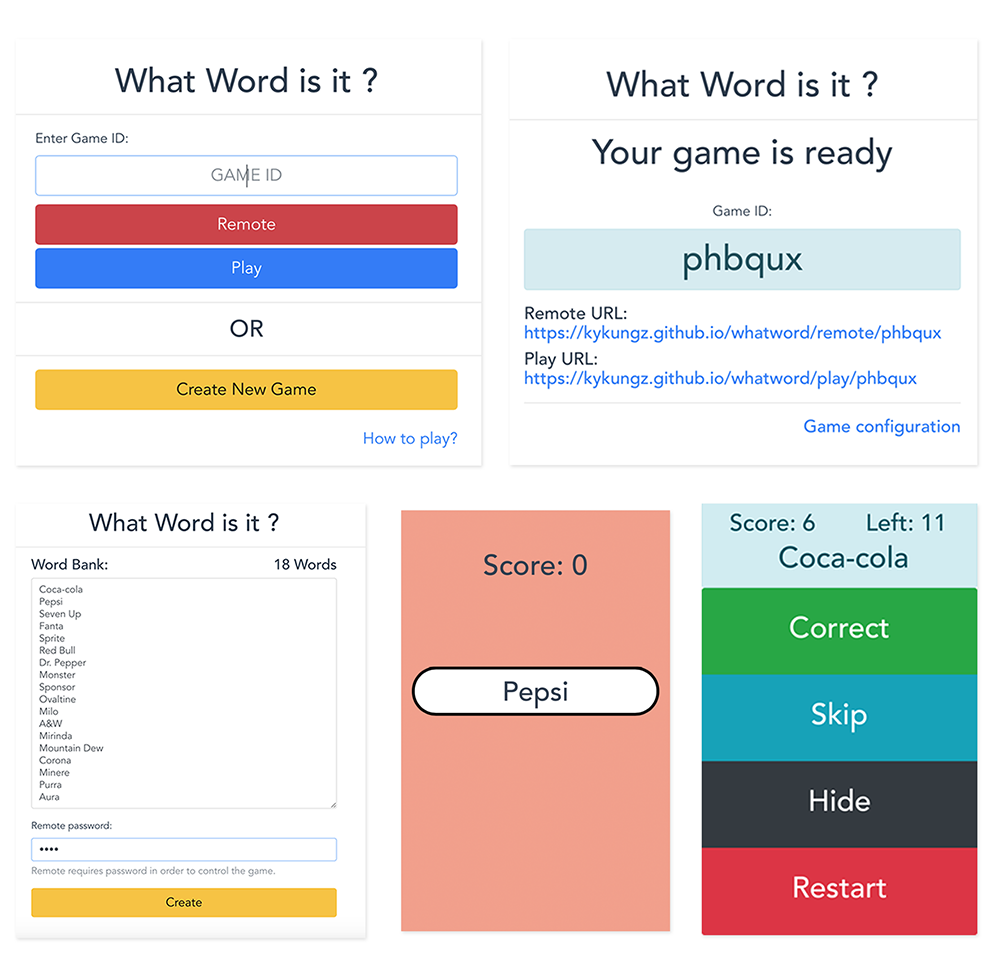 What Word is it ?
Enter Game ID:
GAME ID
Remote
Play
OR
Create New Game
How to play?
What Word is it ?
Your game is ready
Game ID:
phbqux
Remote URL:
https://kykungz.github.io/whatword/remote/phbqux
Play URL:
https://kykungz.github.io/whatword/play/phbqux
Game configuration
What Word is it ?
Word Bank: 18 Words
Coca-cola
Pepsi
Seven Up
Fanta
Sprite
Red Bull
Dr. Pepper
Monster
Sponsor
Ovaltine
Milo
A&W
Mirinda
Mountain Dew
Corona
Minere
Purra
Aura
Remote password:
••••
Remote requires password in order to control the game.
Create
Score: 0
Pepsi
Score: 6 Left: 11
Coca-cola
Correct
Skip
Hide
Restart